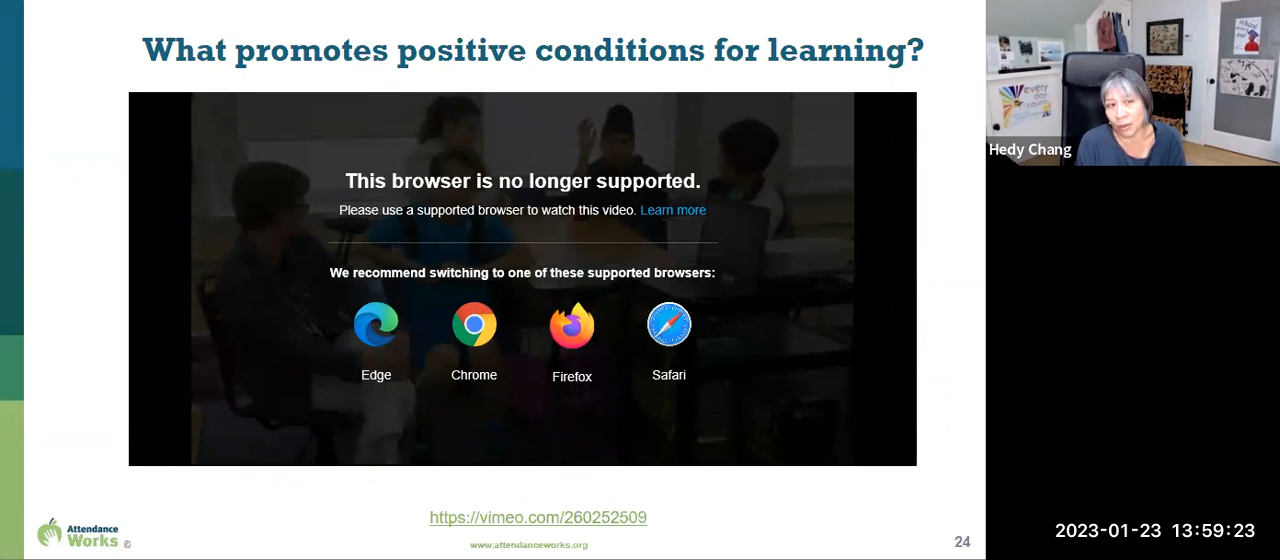 What promotes positive conditions for learning?
This browser is no longer supported.
Please use a supported browser to watch this video. Learn more
We recommend switching to one of these supported browsers:
Edge
Chrome
Firefox
Safari
https://vimeo.com/260252509
Attendance
Works ©
www.attendanceworks.org
24
every
day
counts
Hedy Chang
2023-01-23 13:59:23